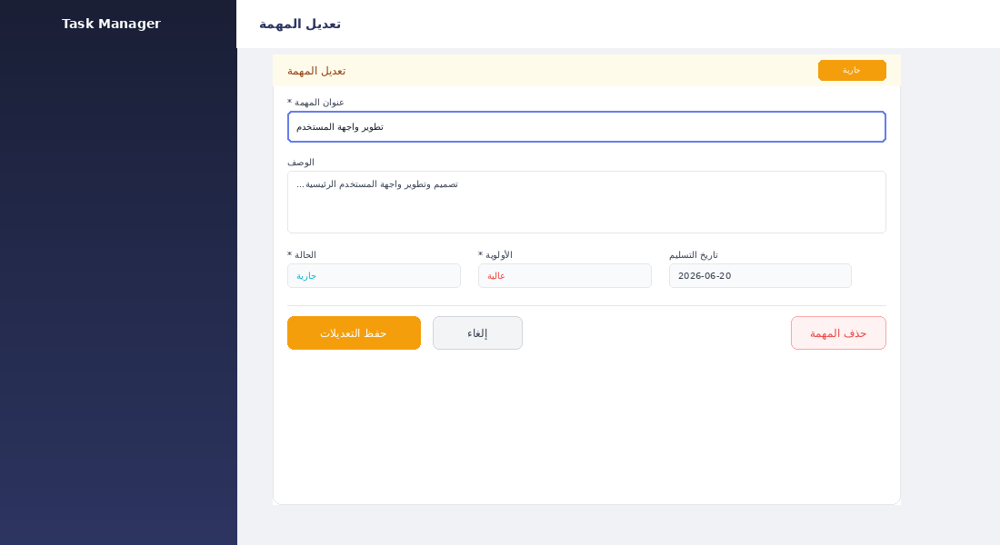 Task Manager
تعديل المهمة
تعديل المهمة
جارية
عنوان المهمة *
تطوير واجهة المستخدم
الوصف
تصميم وتطوير واجهة المستخدم الرئيسية...
الحالة *
الأولوية *
تاريخ التسليم
جارية
عالية
2026-06-20
حفظ التعديلات
إلغاء
حذف المهمة